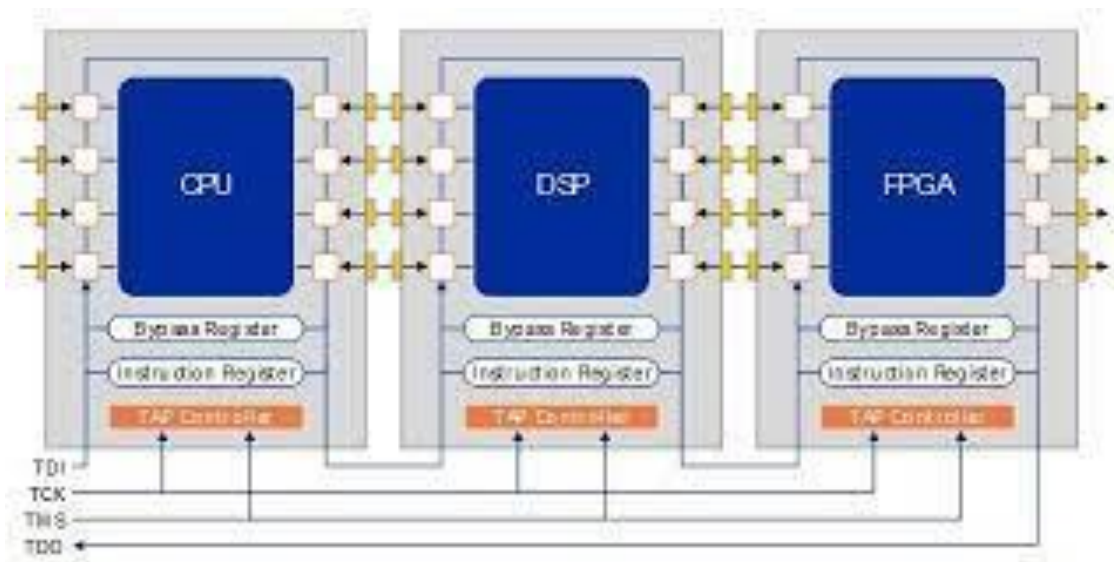 CPU
DSP
FPGA
Bypass Register
Bypass Register
Bypass Register
Instruction Register
Instruction Register
Instruction Register
TAP Controller
TAP Controller
TAP Controller
TDI
TCK
TMS
TDO